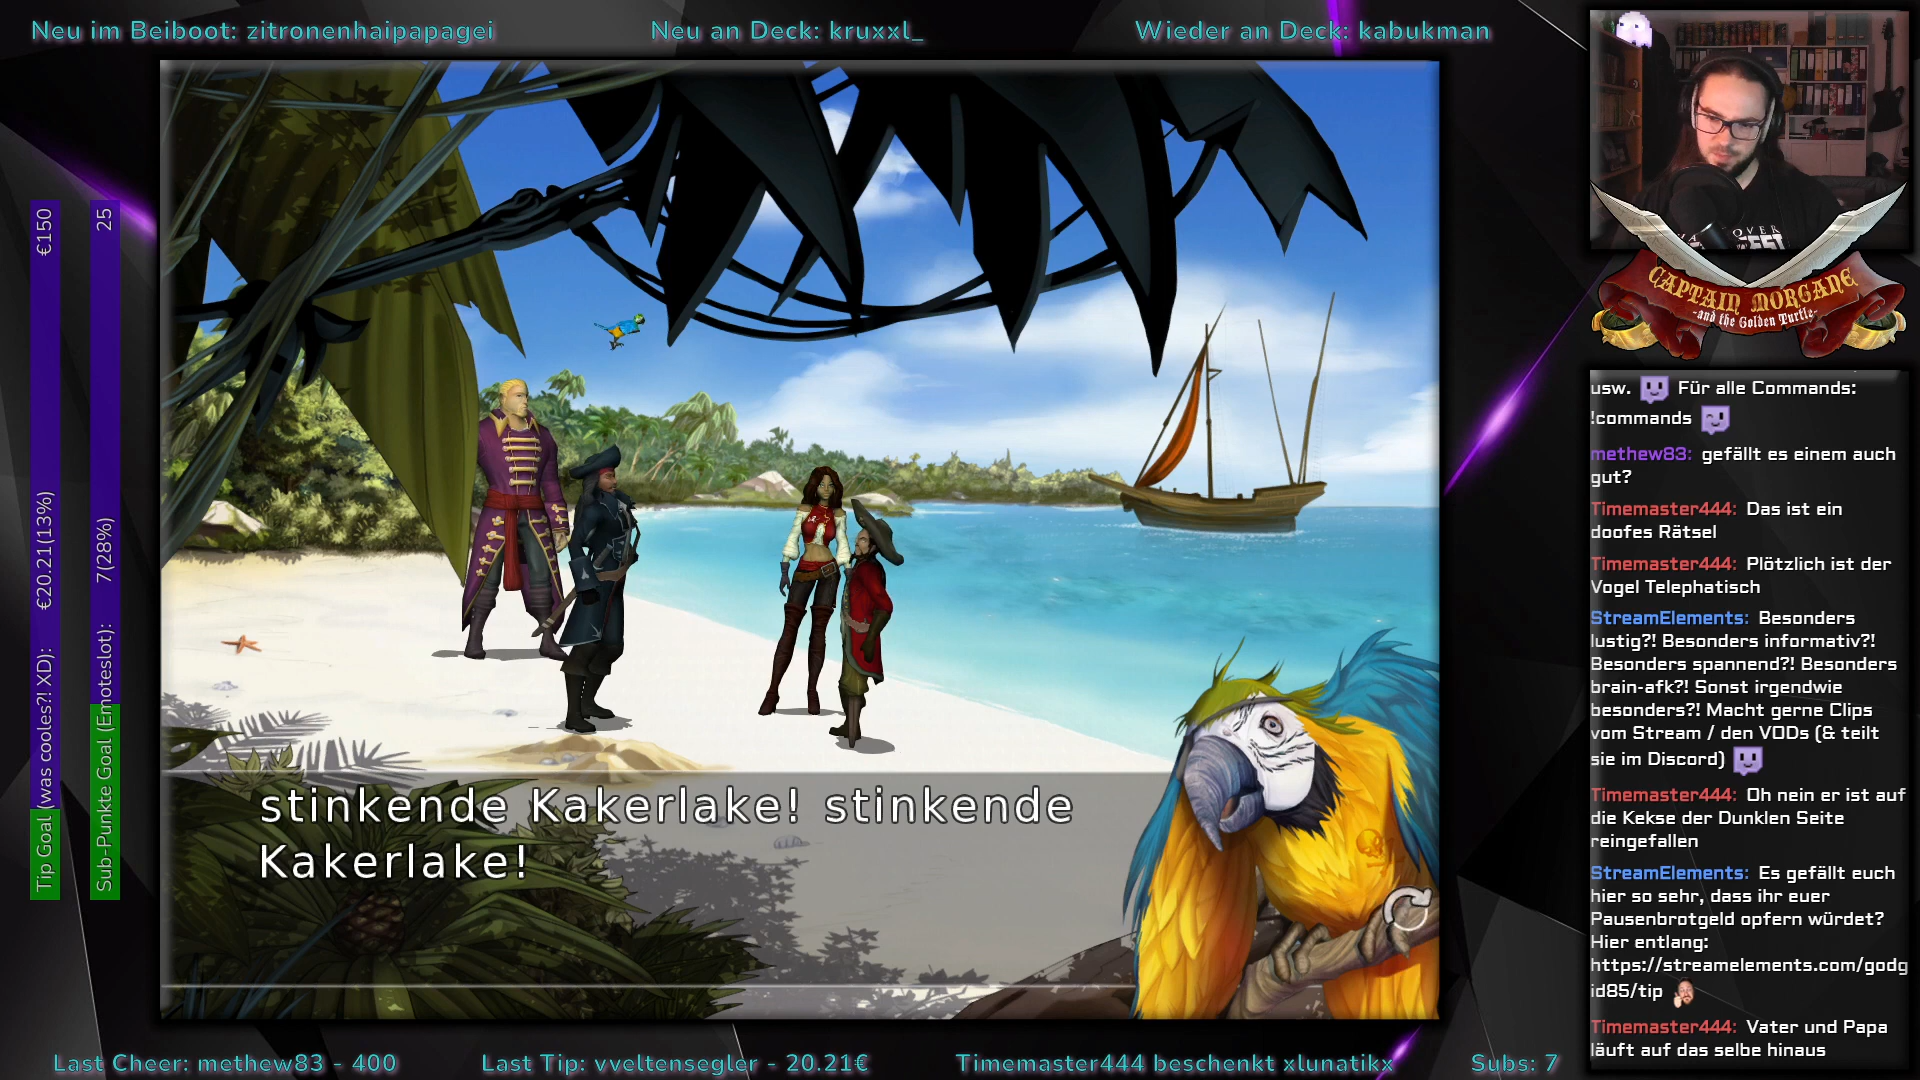 Neu im Beiboot: zitronenhaipapagei
Neu an Deck: kruxxl_
Wieder an Deck: kabukman
Tip Goal (was cooles?! XD): €20.21(13%) €150
Sub-Punkte Goal (Emoteslot): 7(28%) 25
CAPTAIN MORGANE
-and the Golden Turtle-
usw. Für alle Commands:
!commands
methew83: gefällt es einem auch
gut?
Timemaster444: Das ist ein
doofes Rätsel
Timemaster444: Plötzlich ist der
Vogel Telephatisch
StreamElements: Besonders
lustig?! Besonders informativ?!
Besonders spannend?! Besonders
brain-afk?! Sonst irgendwie
besonders?! Macht gerne Clips
vom Stream / den VODs (& teilt
sie im Discord)
Timemaster444: Oh nein er ist auf
die Kekse der Dunklen Seite
reingefallen
StreamElements: Es gefällt euch
hier so sehr, dass ihr euer
Pausenbrotgeld opfern würdet?
Hier entlang:
https://streamelements.com/godg
id85/tip
Timemaster444: Vater und Papa
läuft auf das selbe hinaus
stinkende Kakerlake! stinkende
Kakerlake!
Last Cheer: methew83 - 400
Last Tip: vveltensegler - 20.21€
Timemaster444 beschenkt xlunatikx
Subs: 7